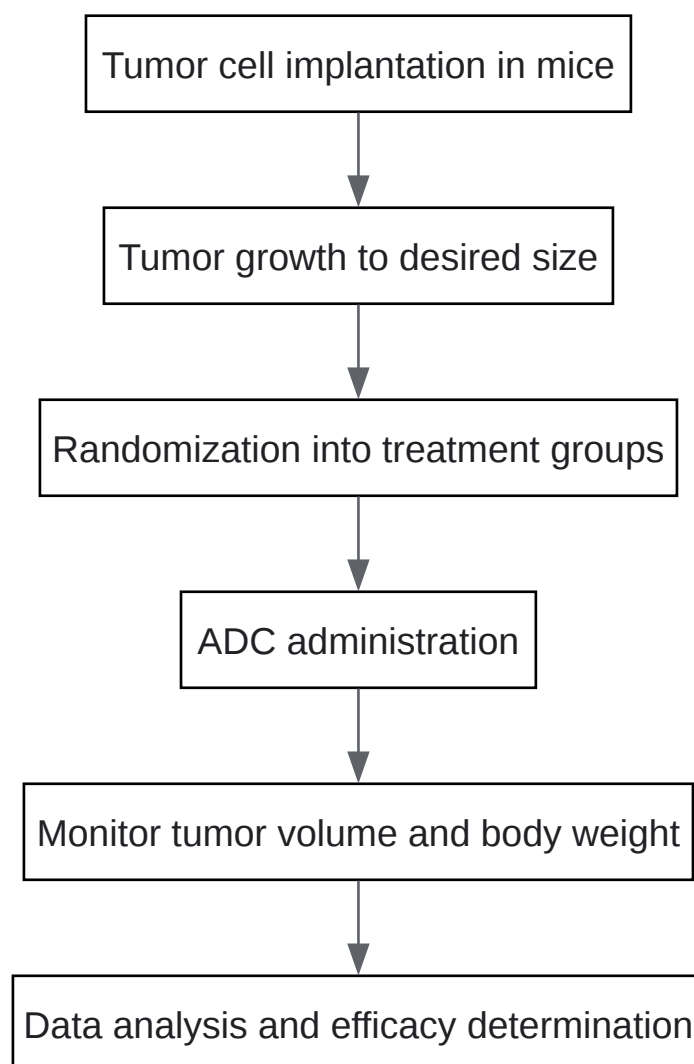 Tumor cell implantation in mice
Tumor growth to desired size
Randomization into treatment groups
ADC administration
Monitor tumor volume and body weight
Data analysis and efficacy determination